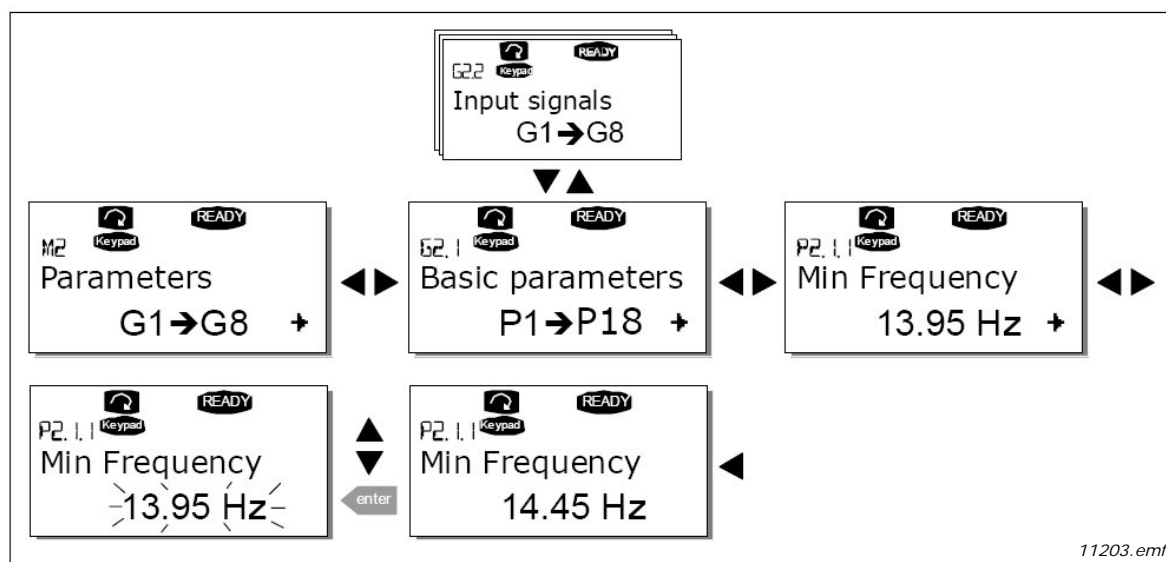 READY
G2.2 Keypad
Input signals
G1➔G8
READY
M2 Keypad
Parameters
G1➔G8
READY
G2.1 Keypad
Basic parameters
P1➔P18
READY
P2.1.1 Keypad
Min Frequency
13.95 Hz
READY
P2.1.1 Keypad
Min Frequency
13.95 Hz
enter
READY
P2.1.1 Keypad
Min Frequency
14.45 Hz
11203.emf